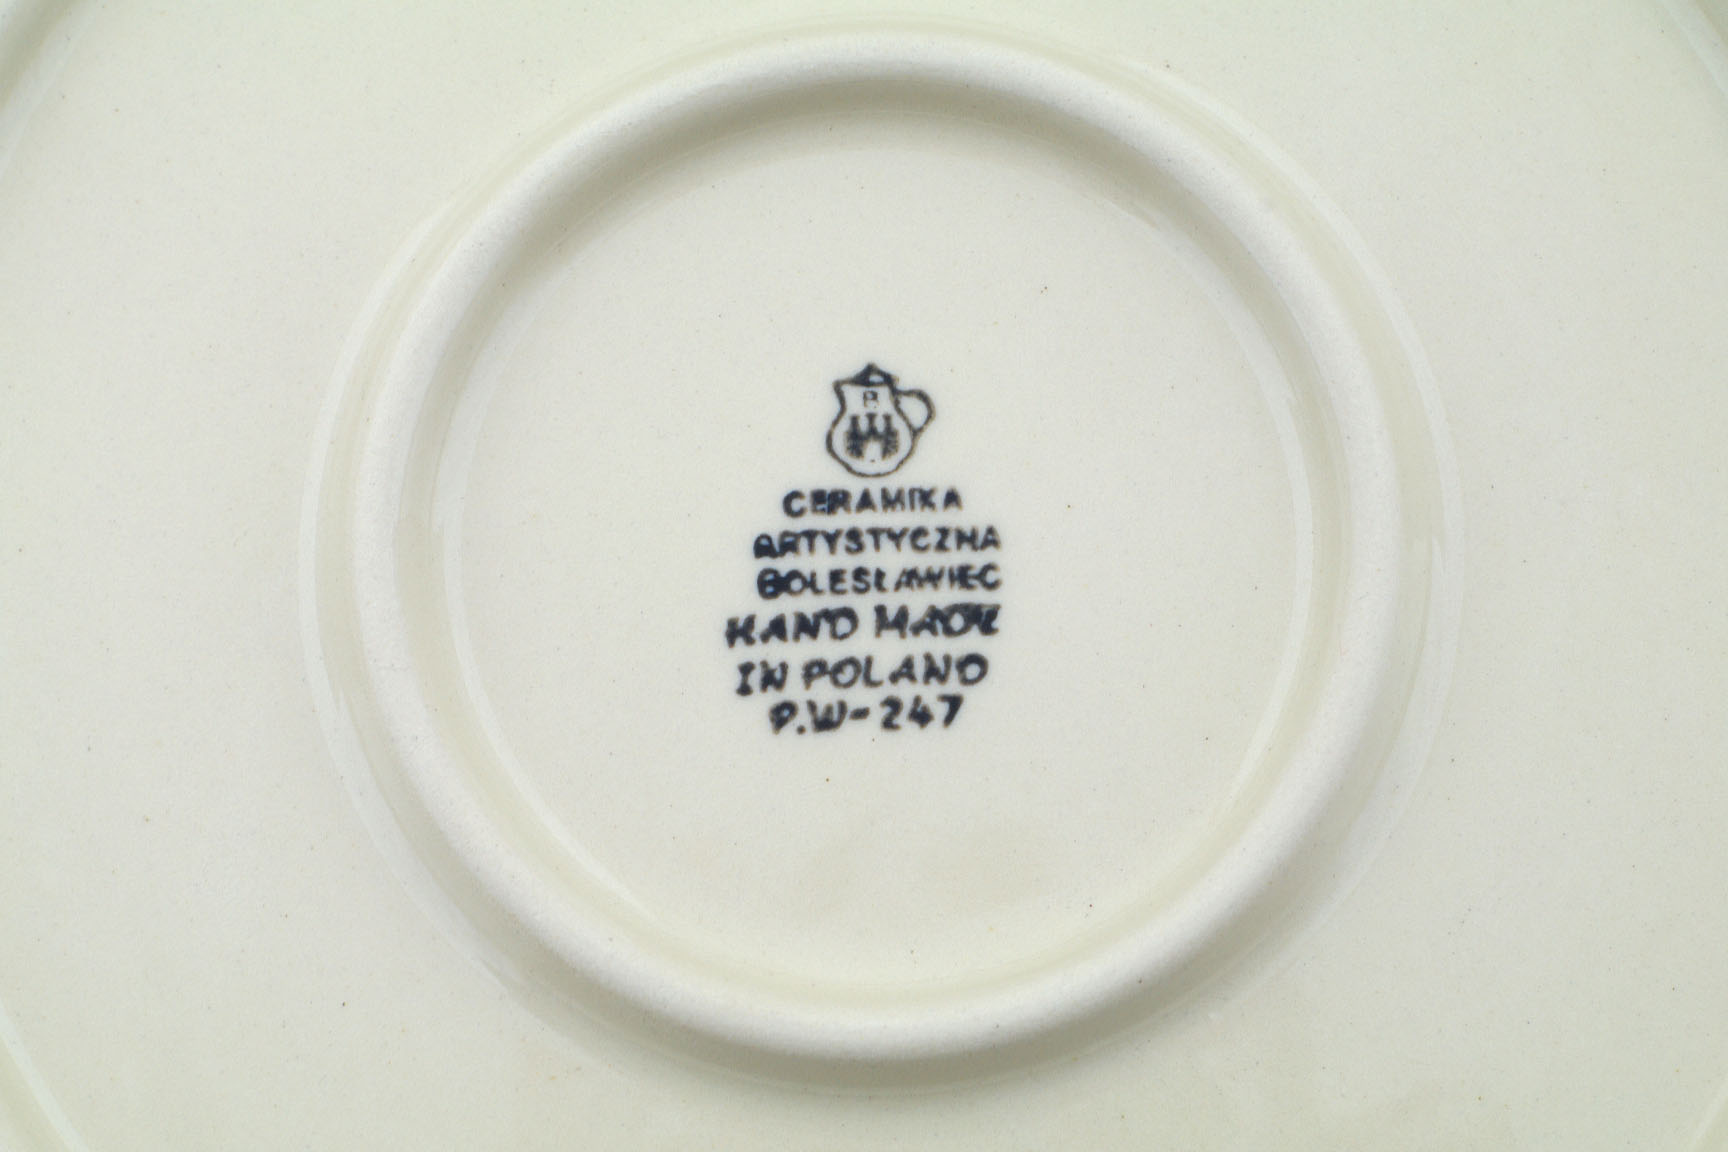 CERAMIKA
ARTYSTYCZNA
BOLESŁAWIEC
HAND MADE
IN POLAND
P.W-247